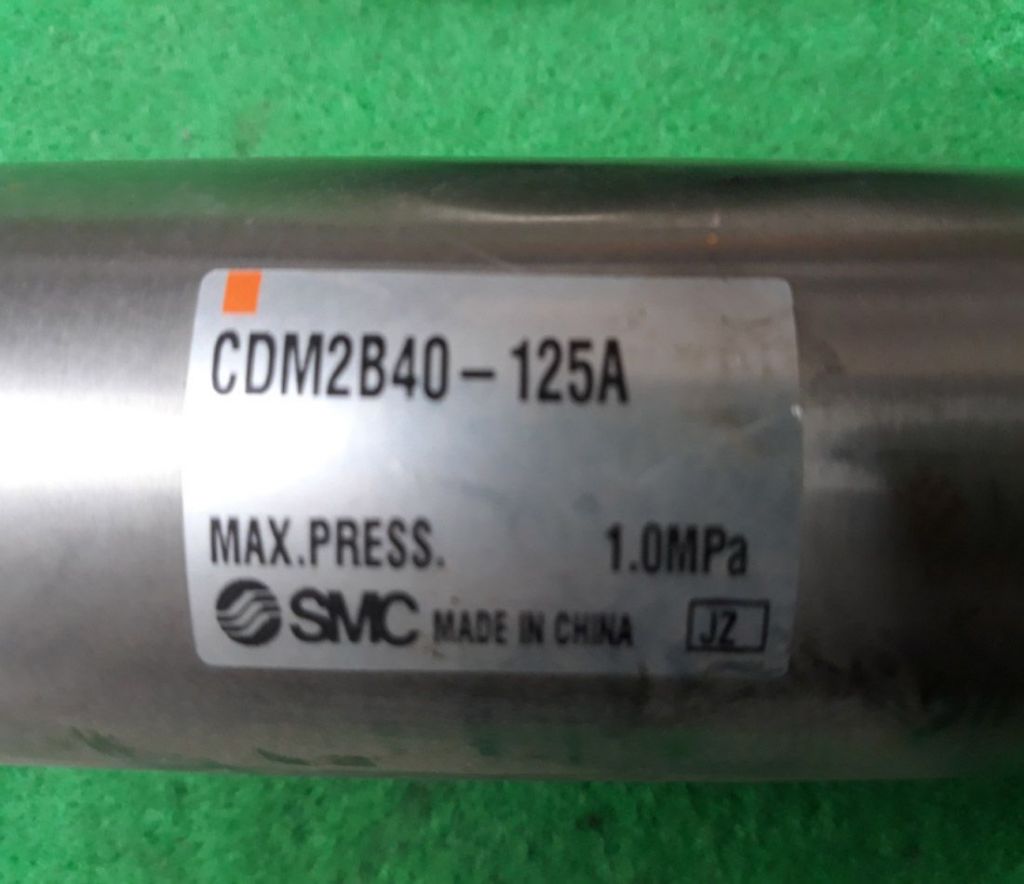 CDM2B40-125A
MAX.PRESS. 1.0MPa
SMC MADE IN CHINA JZ